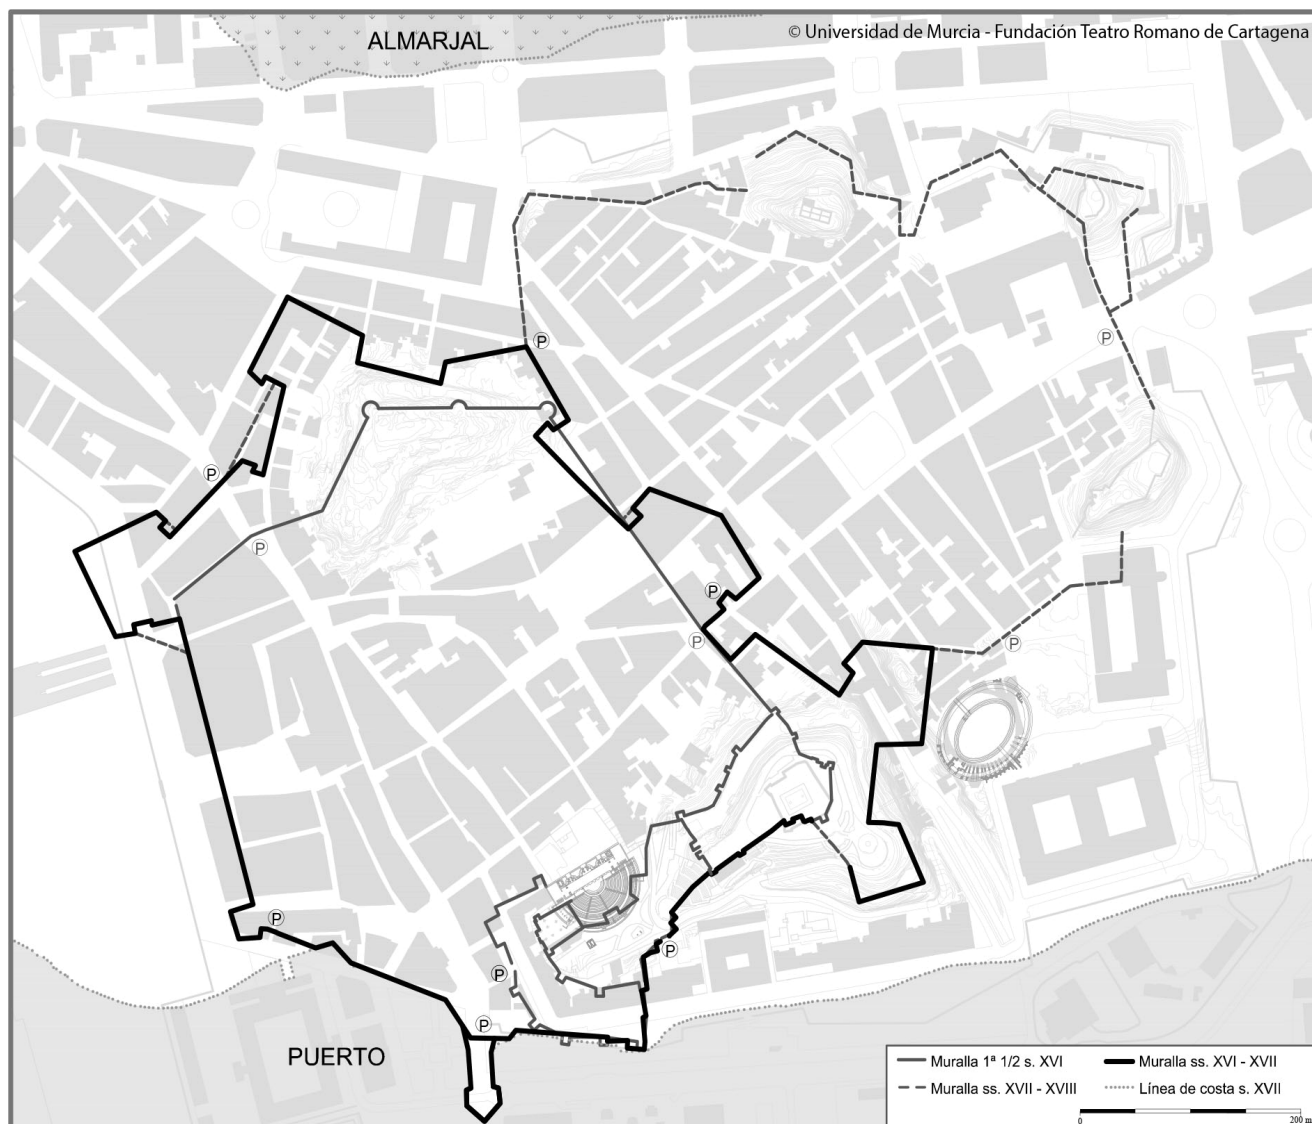 © Universidad de Murcia - Fundación Teatro Romano de Cartagena
ALMARJAL
P
P
P
P
P
P
P
P
P
P
P
P
PUERTO
Muralla 1ª 1/2 s. XVI
Muralla ss. XVI - XVII
Muralla ss. XVII - XVIII
Línea de costa s. XVII
0
200 m